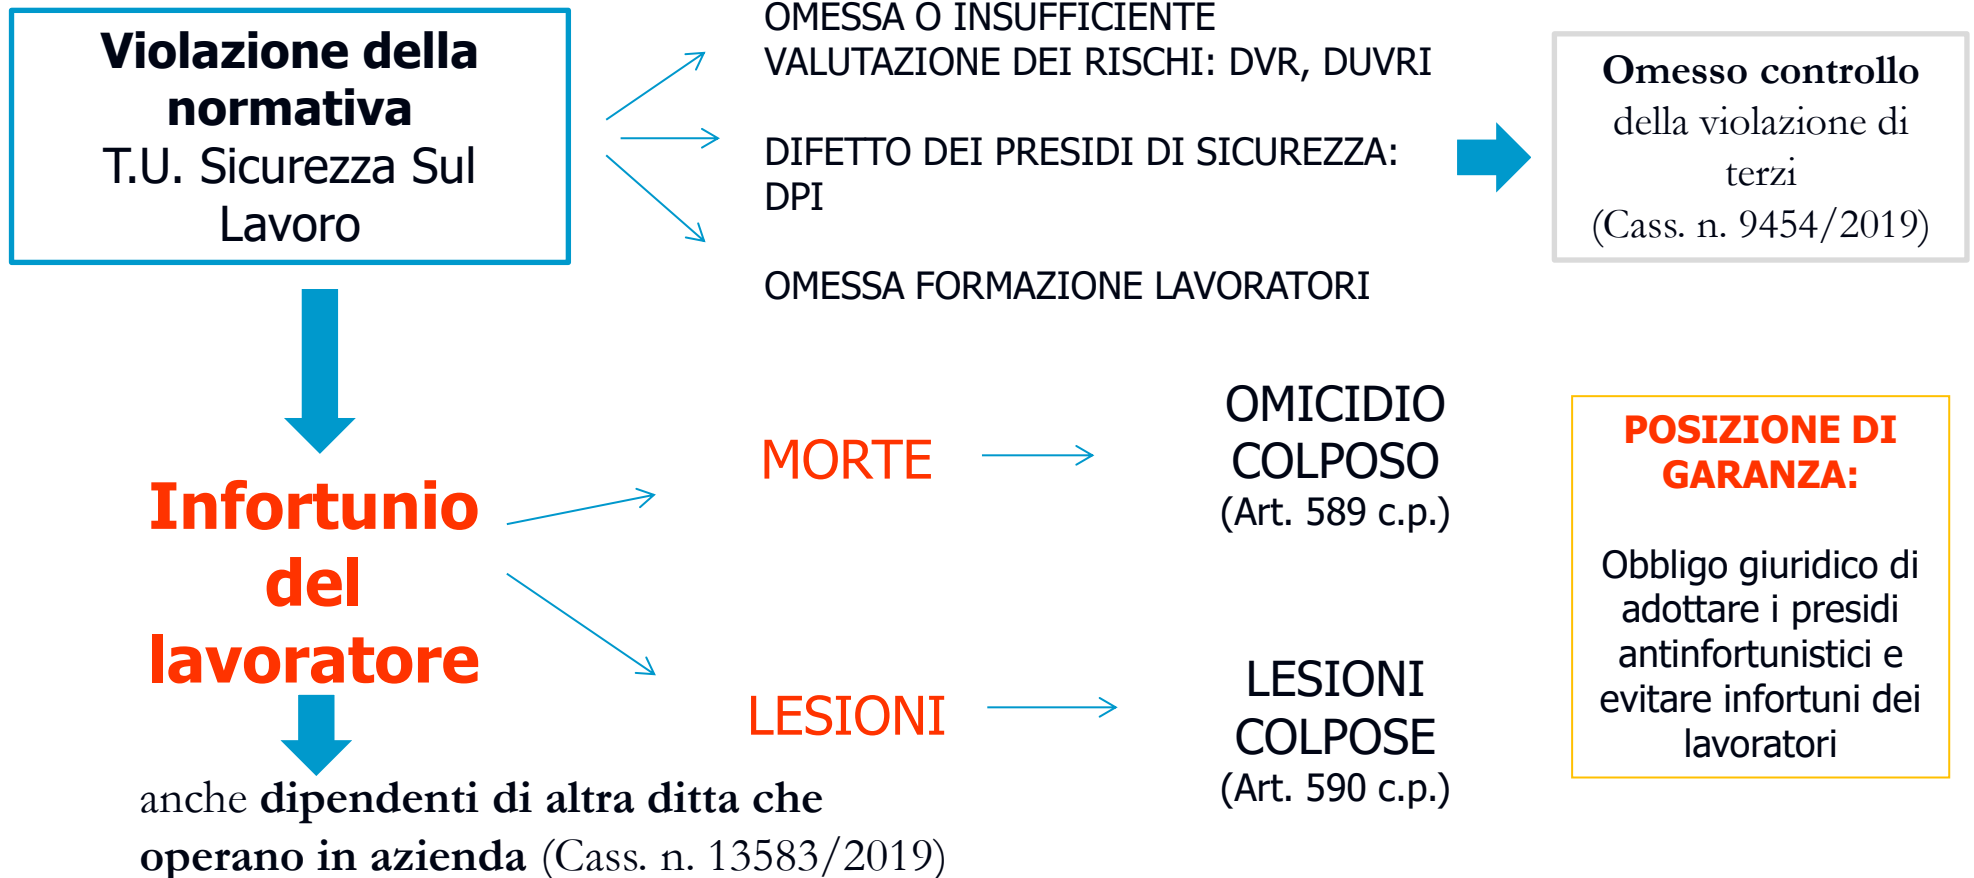 Violazione della
normativa
T.U. Sicurezza Sul
Lavoro
OMESSA O INSUFFICIENTE
VALUTAZIONE DEI RISCHI: DVR, DUVRI
DIFETTO DEI PRESIDI DI SICUREZZA:
DPI
OMESSA FORMAZIONE LAVORATORI
Omesso controllo
della violazione di
terzi
(Cass. n. 9454/2019)
Infortunio
del
lavoratore
MORTE
OMICIDIO
COLPOSO
(Art. 589 c.p.)
LESIONI
LESIONI
COLPOSE
(Art. 590 c.p.)
POSIZIONE DI
GARANZA:
Obbligo giuridico di
adottare i presidi
antinfortunistici e
evitare infortuni dei
lavoratori
anche dipendenti di altra ditta che
operano in azienda (Cass. n. 13583/2019)